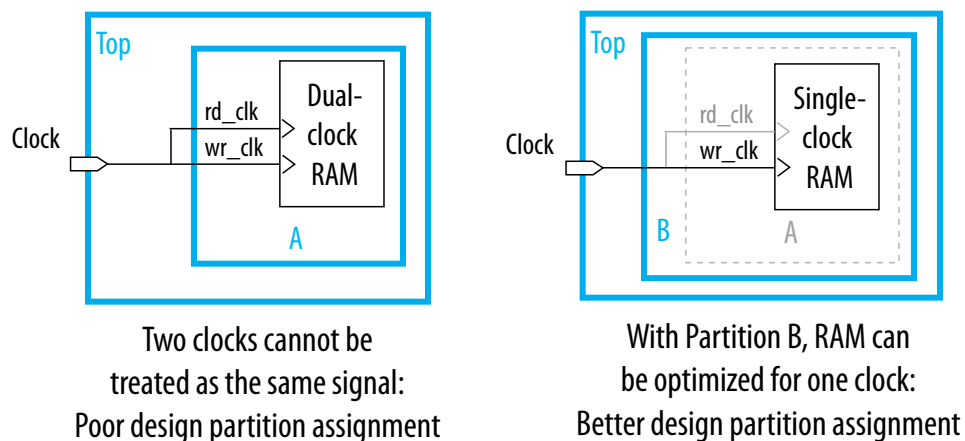 Top
Dual-
clock
RAM
rd_clk
wr_clk
Clock
A
Two clocks cannot be
treated as the same signal:
Poor design partition assignment
Top
Single-
clock
RAM
rd_clk
wr_clk
Clock
B
A
With Partition B, RAM can
be optimized for one clock:
Better design partition assignment